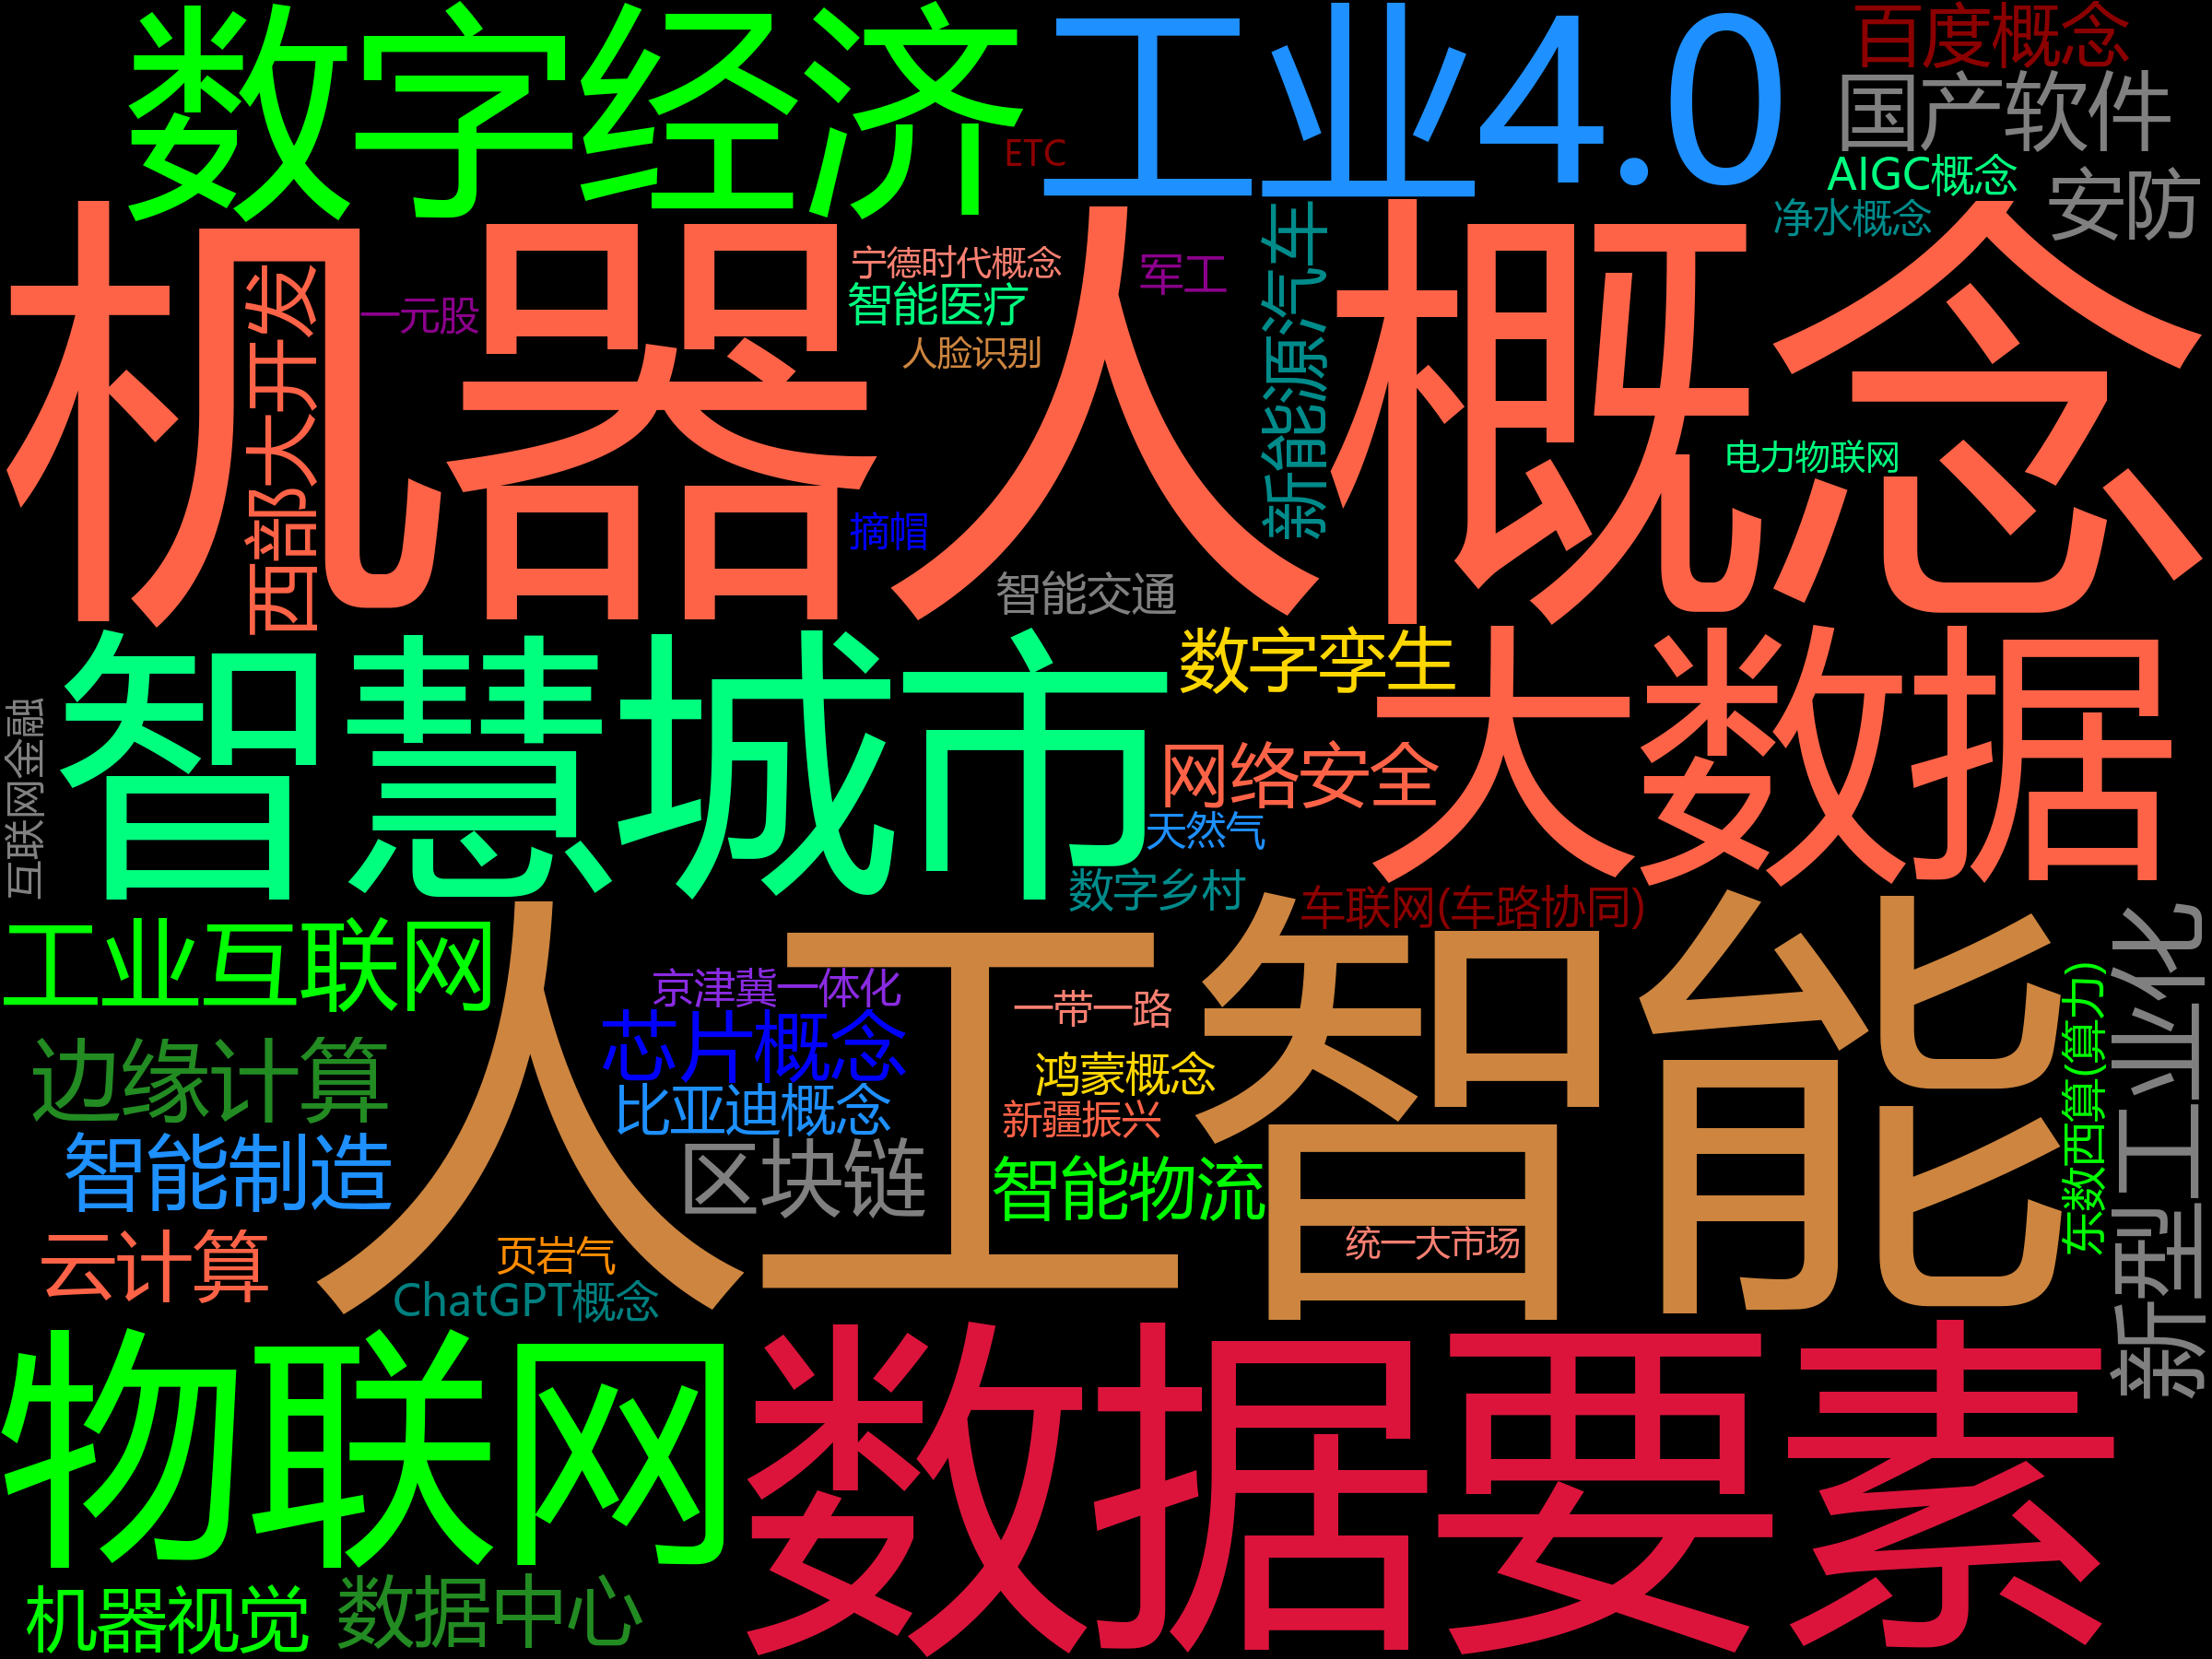 数字经济
工业4.0
百度概念
国产软件
ETC
AIGC概念
安防
净水概念
机器人概念
宁德时代概念
军工
新能源汽车
西部大开发
一元股
智能医疗
人脸识别
电力物联网
摘帽
智能交通
智慧城市
数字孪生
大数据
互联网金融
网络安全
天然气
数字乡村
车联网(车路协同)
人工智能
工业互联网
新型工业化
京津冀一体化
一带一路
东数西算(算力)
芯片概念
边缘计算
鸿蒙概念
比亚迪概念
新疆振兴
智能制造
区块链
智能物流
云计算
统一大市场
页岩气
ChatGPT概念
物联网
数据要素
机器视觉
数据中心